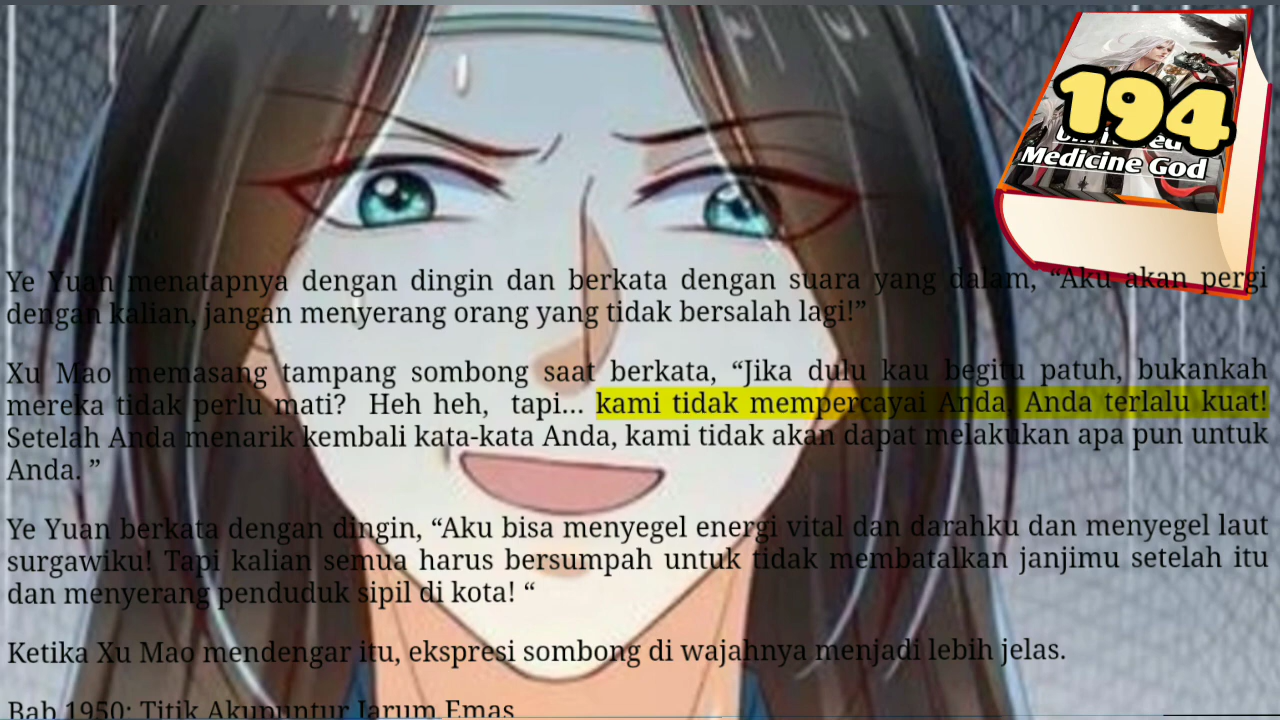 194
Medicine God
Ye Yuan menatapnya dengan dingin dan berkata dengan suara yang dalam, “Aku akan pergi
dengan kalian, jangan menyerang orang yang tidak bersalah lagi!”
Xu Mao memasang tampang sombong saat berkata, “Jika dulu kau begitu patuh, bukankah
mereka tidak perlu mati? Heh heh, tapi... kami tidak mempercayai Anda, Anda terlalu kuat!
Setelah Anda menarik kembali kata-kata Anda, kami tidak akan dapat melakukan apa pun untuk
Anda. ”
Ye Yuan berkata dengan dingin, “Aku bisa menyegel energi vital dan darahku dan menyegel laut
surgawiku! Tapi kalian semua harus bersumpah untuk tidak membatalkan janjimu setelah itu
dan menyerang penduduk sipil di kota! “
Ketika Xu Mao mendengar itu, ekspresi sombong di wajahnya menjadi lebih jelas.
Bab 1950: Titik Akupuntur Jarum Emas